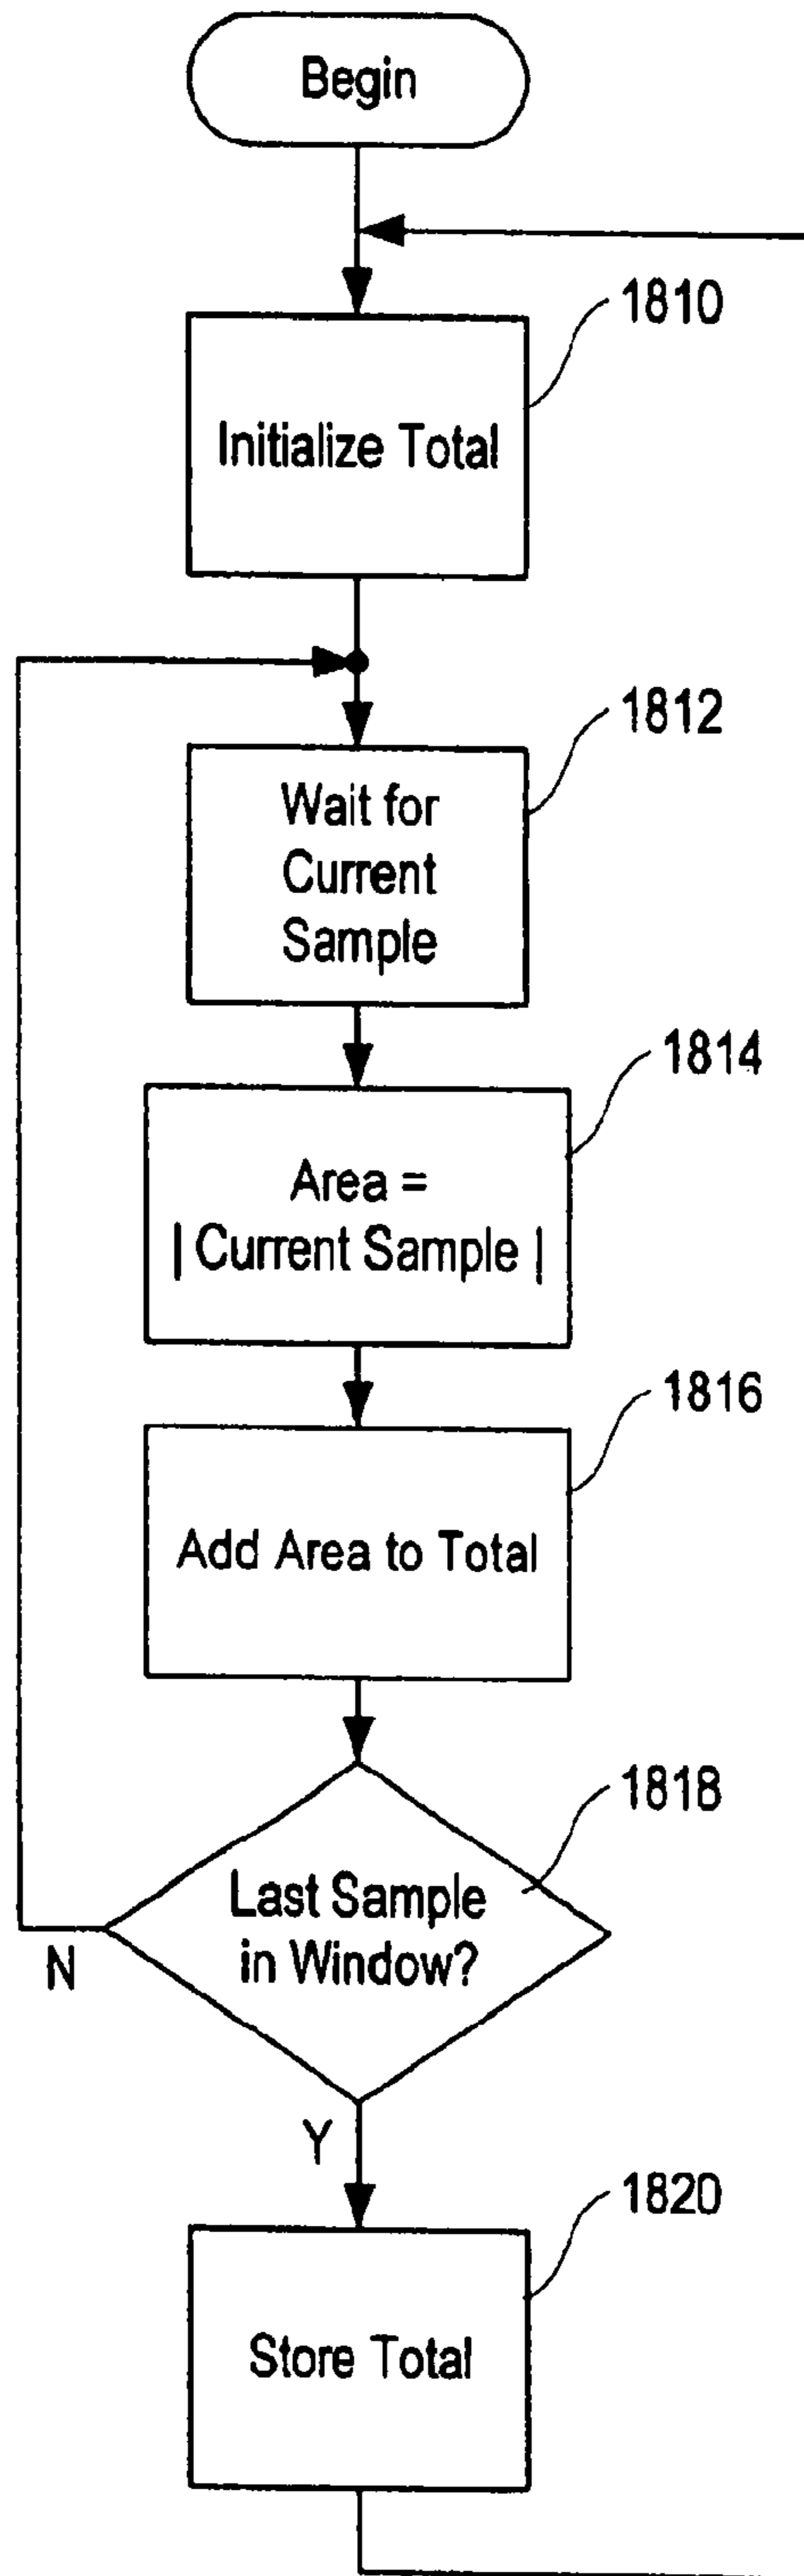 Begin
1810
Initialize Total
1812
Wait for
Current
Sample
1814
Area =
| Current Sample |
1816
Add Area to Total
1818
Last Sample
in Window?
N
Y
1820
Store Total